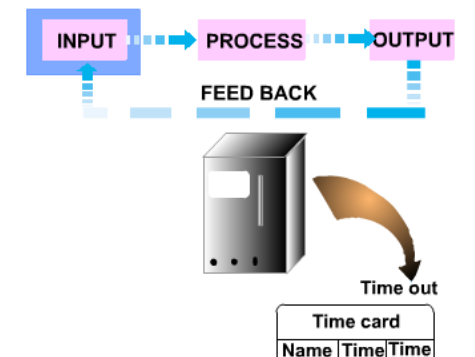 INPUT PROCESS OUTPUT
FEED BACK
Time out
Time card
Name Time Time